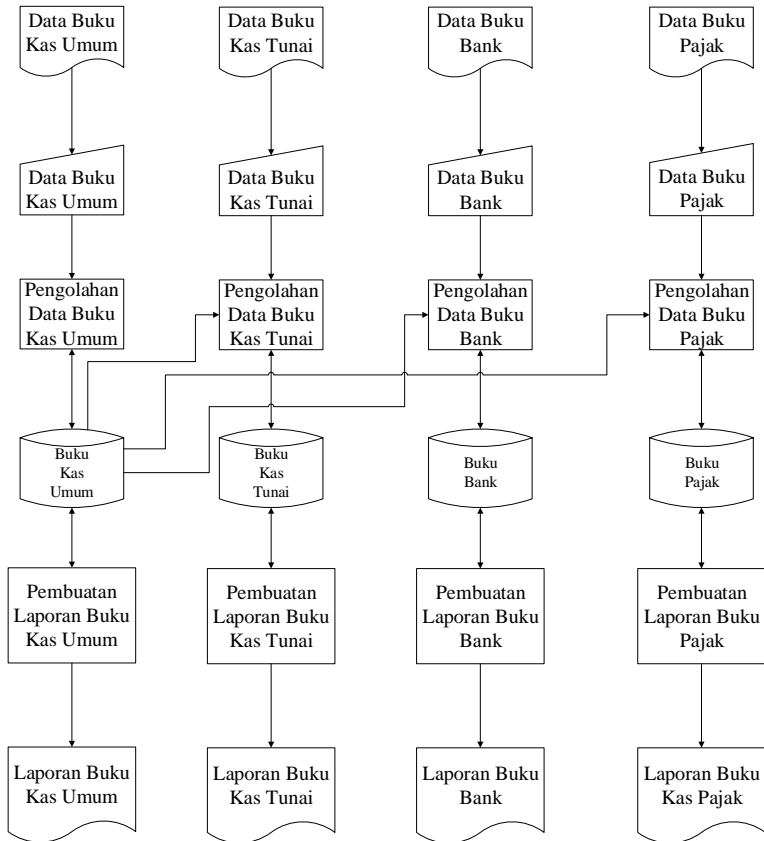 Data Buku
Kas Umum
Data Buku
Kas Tunai
Data Buku
Bank
Data Buku
Pajak
Data Buku
Kas Umum
Data Buku
Kas Tunai
Data Buku
Bank
Data Buku
Pajak
Pengolahan
Data Buku
Kas Umum
Pengolahan
Data Buku
Kas Tunai
Pengolahan
Data Buku
Bank
Pengolahan
Data Buku
Pajak
Buku
Kas
Umum
Buku
Kas
Tunai
Buku
Bank
Buku
Pajak
Pembuatan
Laporan Buku
Kas Umum
Pembuatan
Laporan Buku
Kas Tunai
Pembuatan
Laporan Buku
Bank
Pembuatan
Laporan Buku
Pajak
Laporan Buku
Kas Umum
Laporan Buku
Kas Tunai
Laporan Buku
Bank
Laporan Buku
Kas Pajak